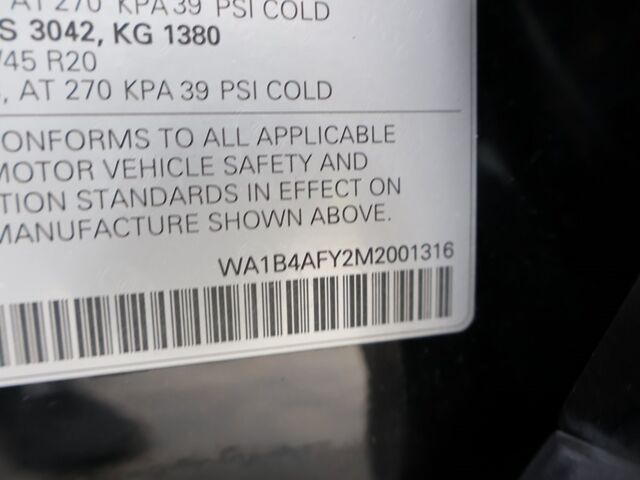 AT 270 KPA 39 PSI COLD
S 3042, KG 1380
/45 R20
, AT 270 KPA 39 PSI COLD
CONFORMS TO ALL APPLICABLE
MOTOR VEHICLE SAFETY AND
TION STANDARDS IN EFFECT ON
MANUFACTURE SHOWN ABOVE.
WA1B4AFY2M2001316